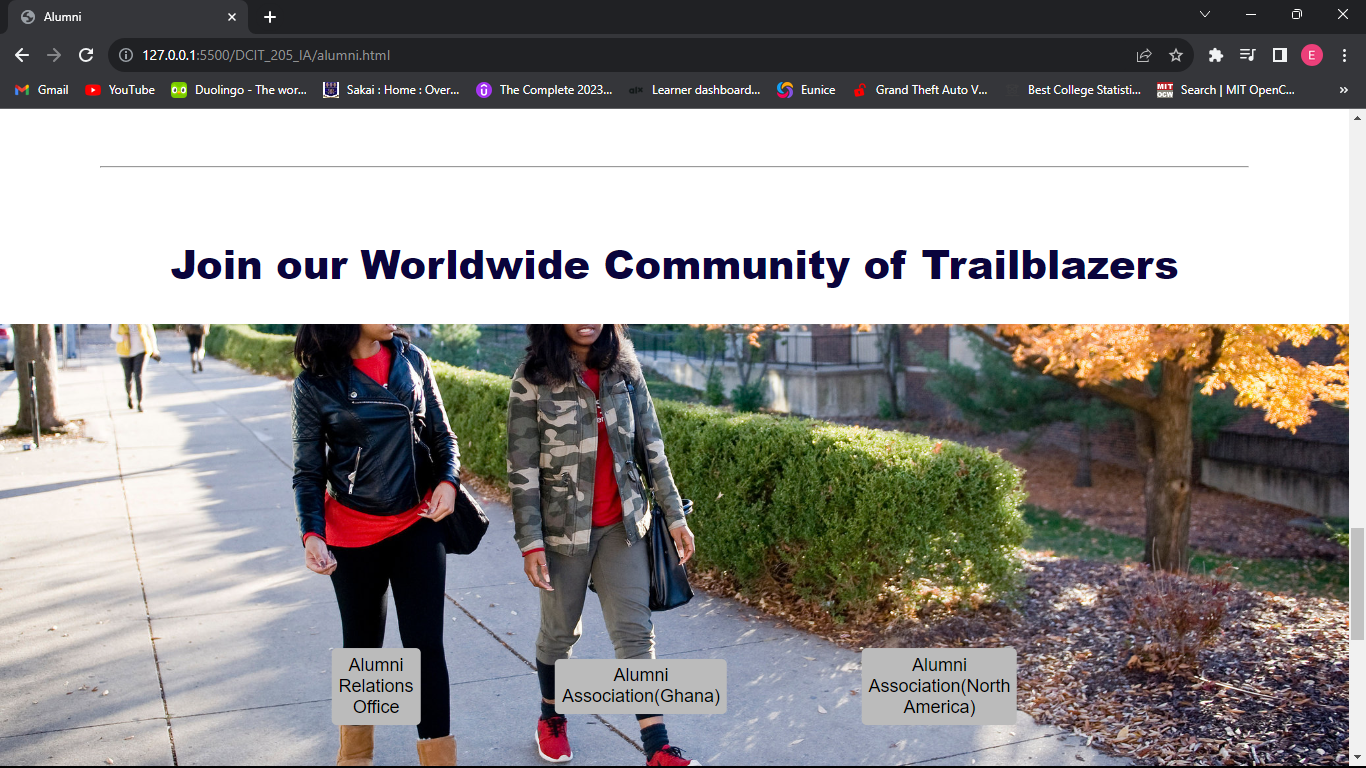 Alumni
127.0.0.1:5500/DCIT_205_IA/alumni.html
E
Gmail
YouTube
Duolingo - The wor...
Sakai : Home : Over...
The Complete 2023...
Learner dashboard...
Eunice
Grand Theft Auto V...
Best College Statisti...
MIT
OCW
Search | MIT OpenC...
»
Join our Worldwide Community of Trailblazers
Alumni
Relations
Office
Alumni
Association(Ghana)
Alumni
Association(North
America)